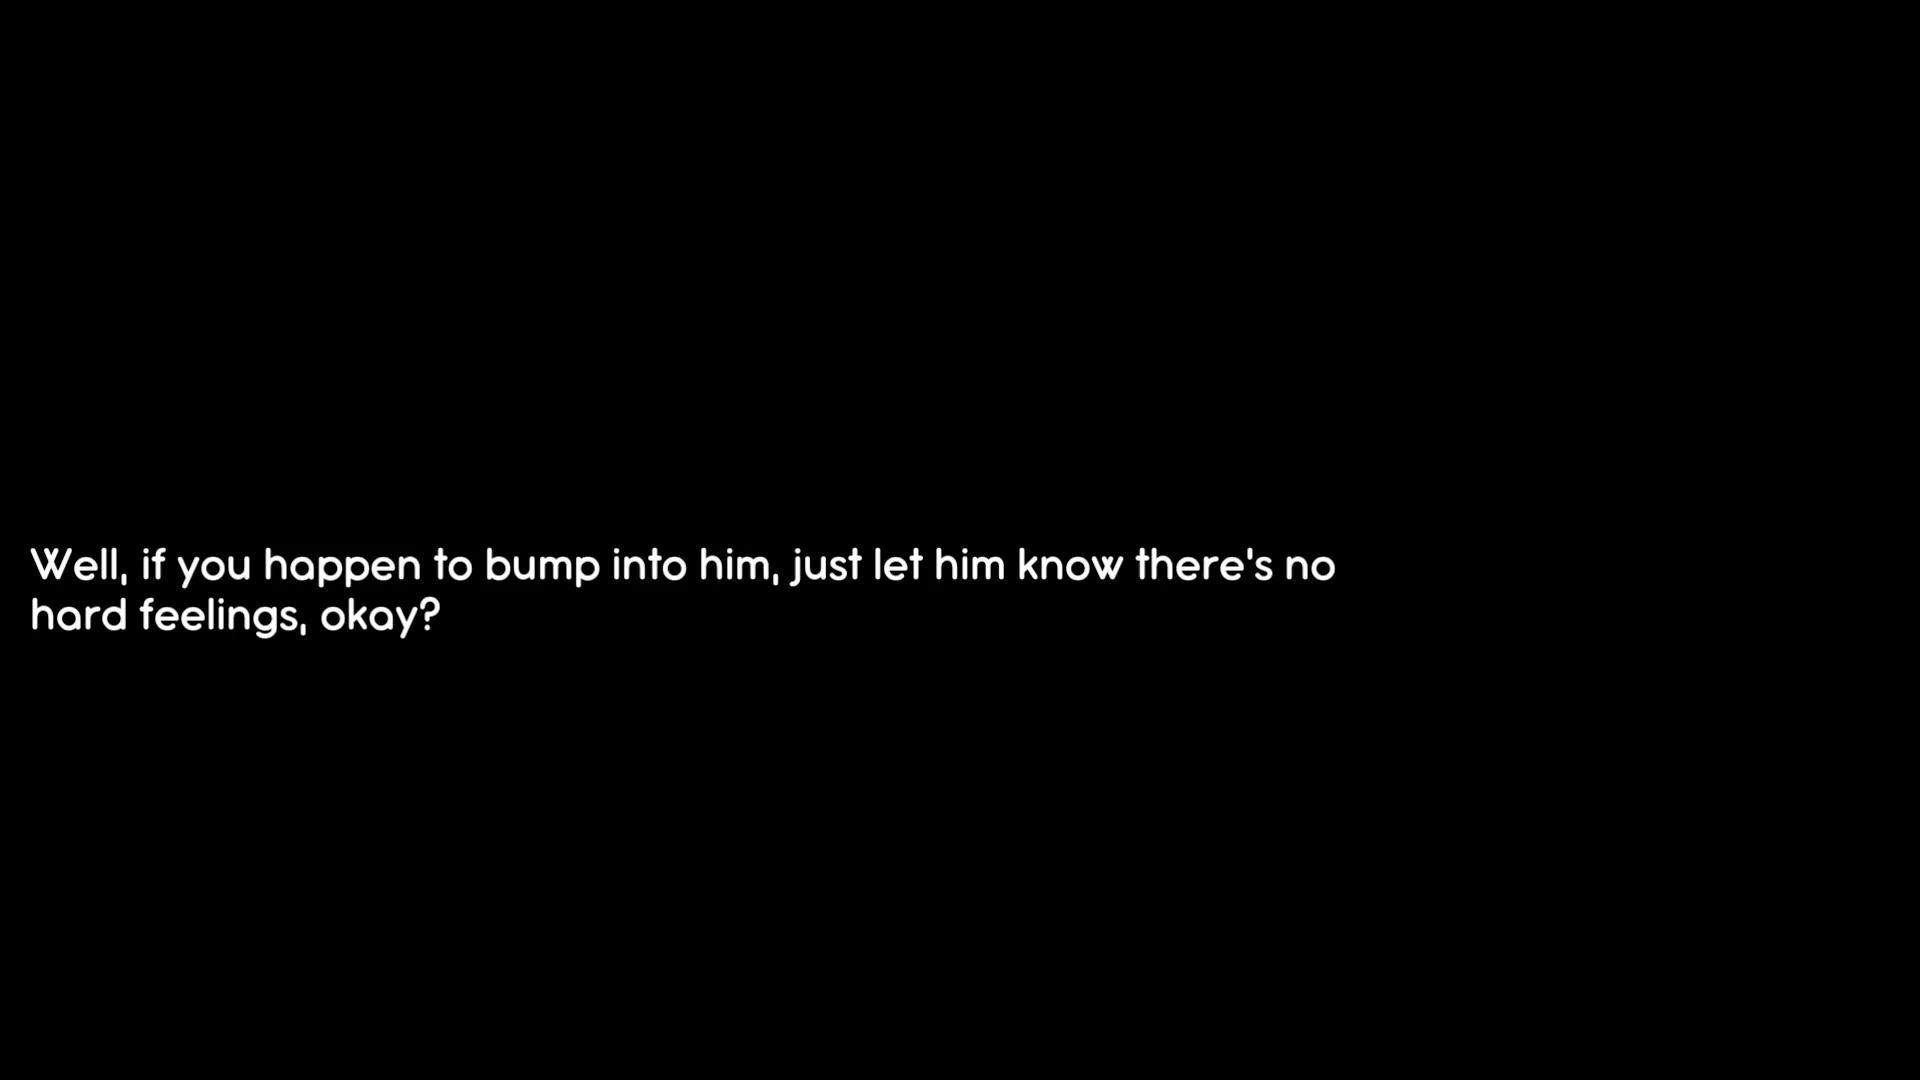 Well, if you happen to bump into him, just let him know there's no
hard feelings, okay?